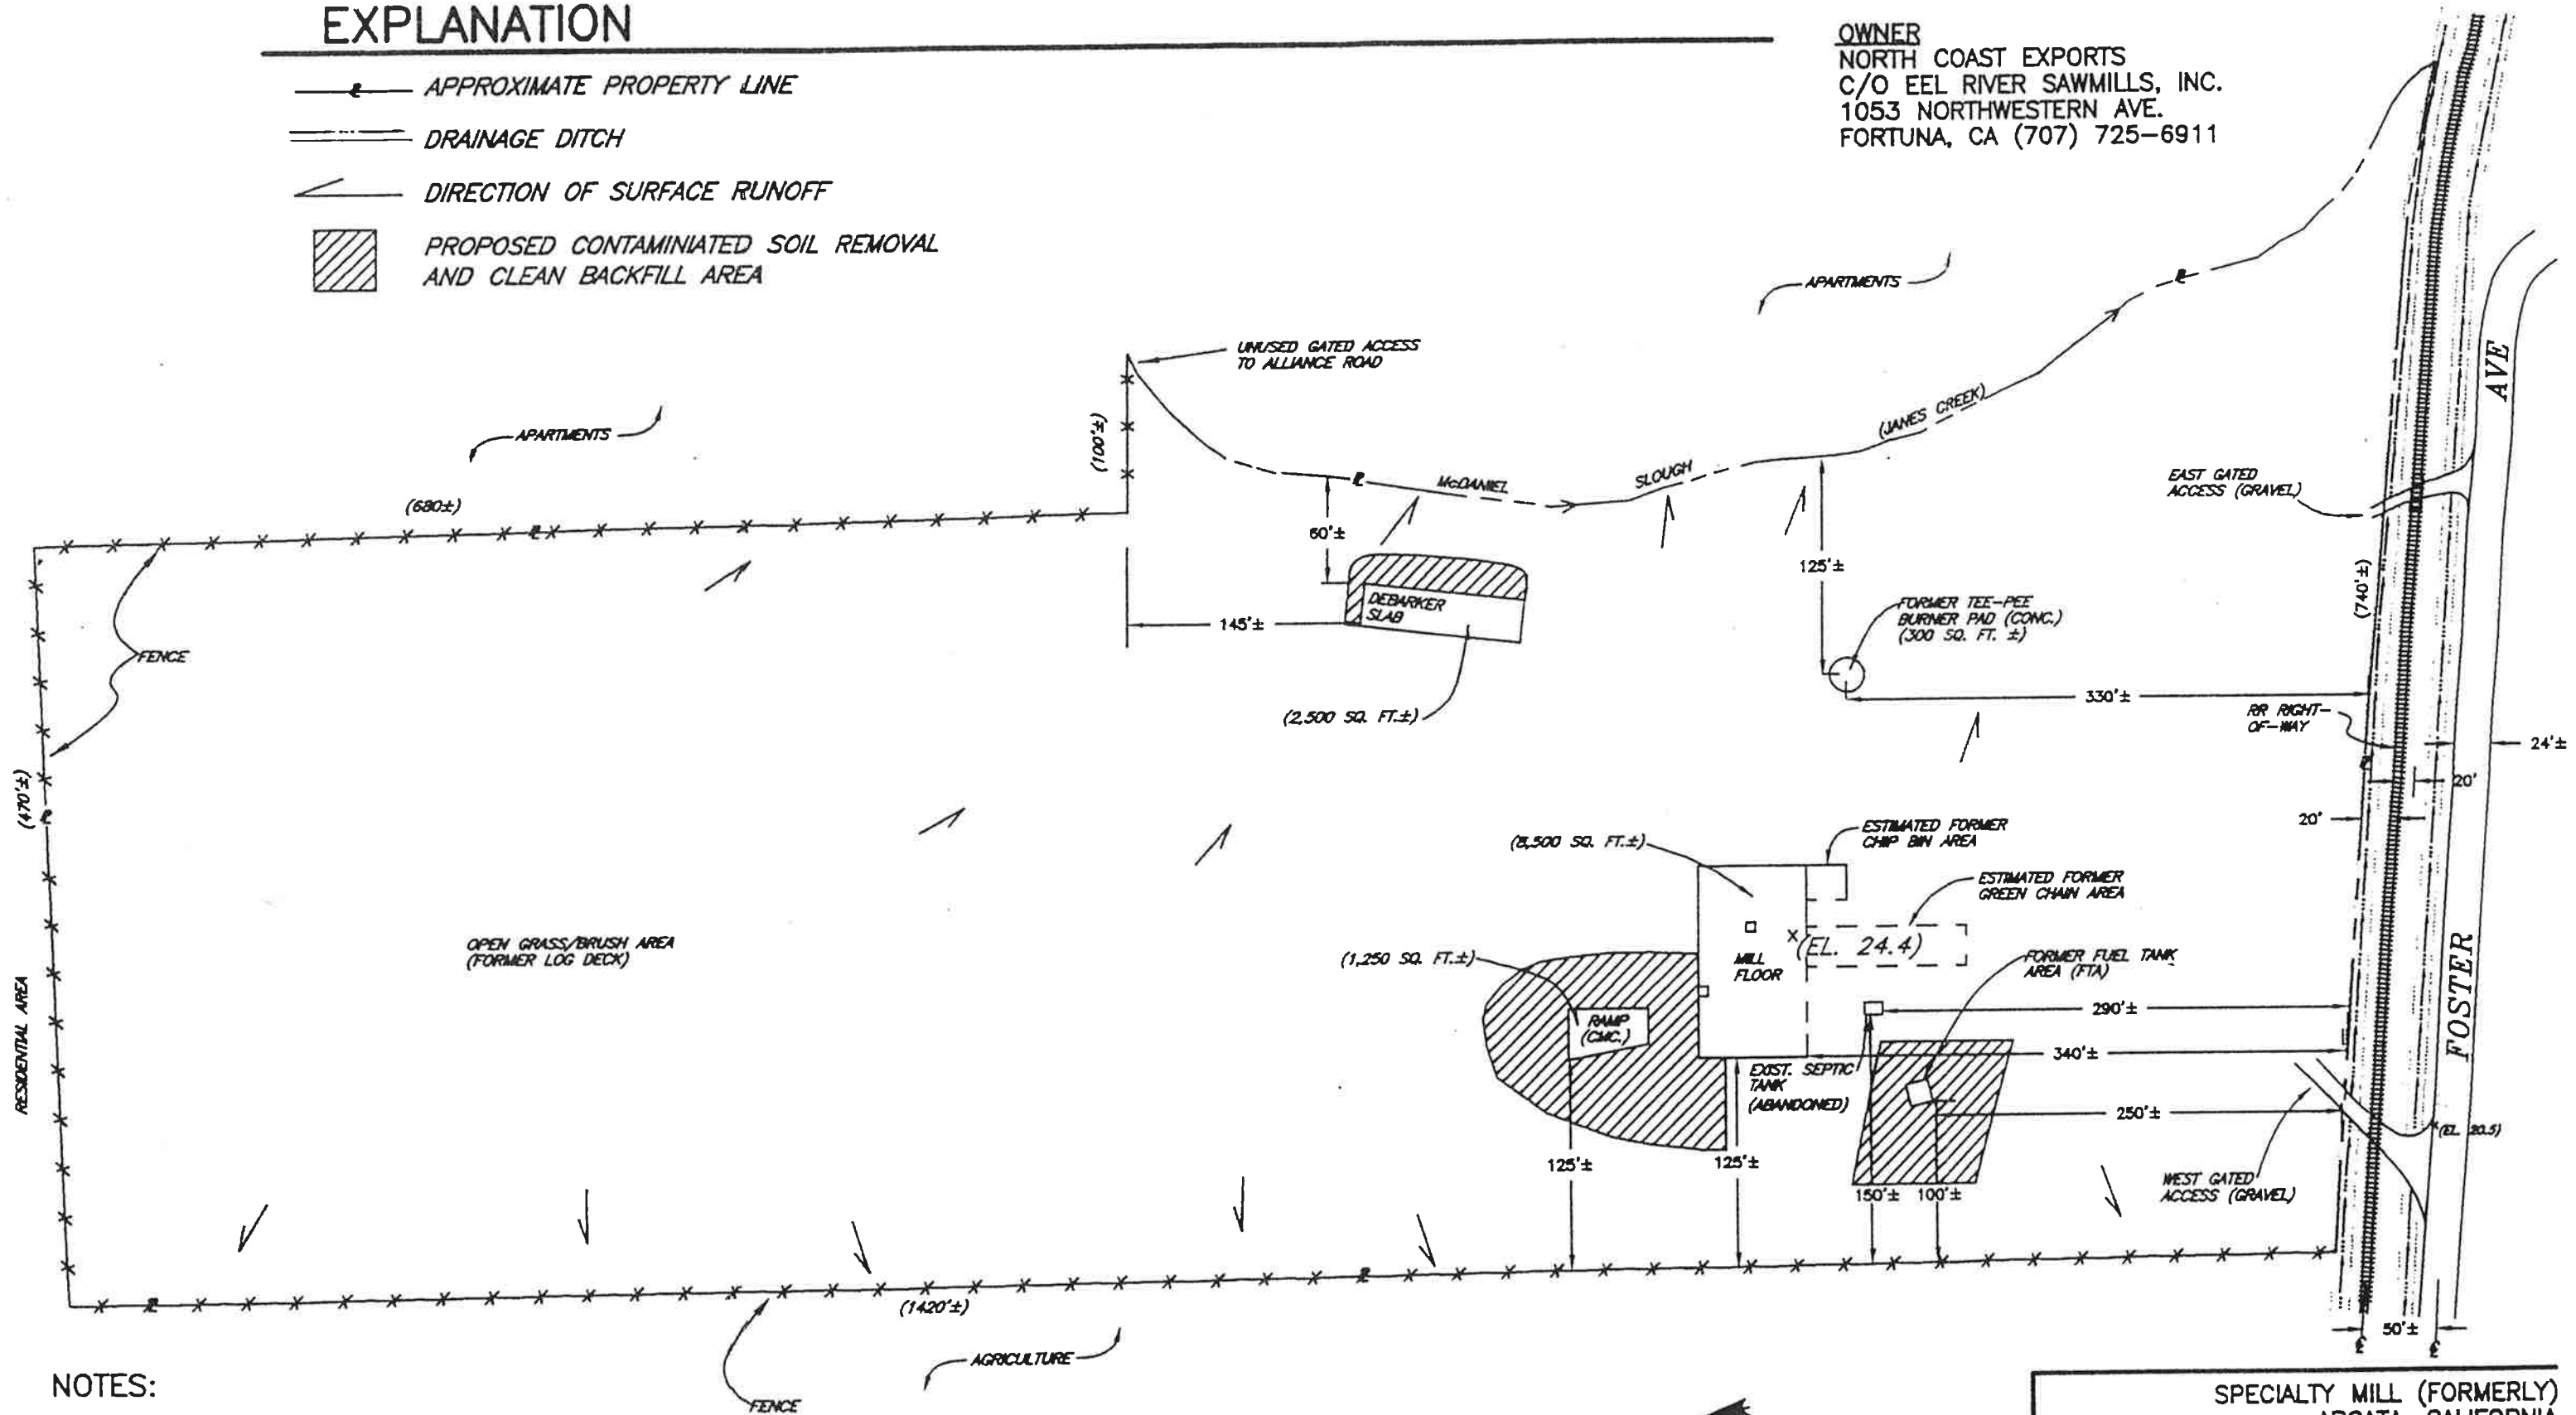 EXPLANATION
APPROXIMATE PROPERTY LINE
DRAINAGE DITCH
DIRECTION OF SURFACE RUNOFF
PROPOSED CONTAMINIATED SOIL REMOVAL
AND CLEAN BACKFILL AREA
OWNER
NORTH COAST EXPORTS
C/O EEL RIVER SAWMILLS, INC.
1053 NORTHWESTERN AVE.
FORTUNA, CA (707) 725-6911
APARTMENTS
UNUSED GATED ACCESS
TO ALLIANCE ROAD
APARTMENTS
(100'±)
(680±)
McDANIEL
SLOUGH
(JANES CREEK)
EAST GATED
ACCESS (GRAVEL)
AVE
60'±
125'±
DEBARKER
SLAB
145'±
FORMER TEE-PEE
BURNER PAD (CONC.)
(300 SQ. FT. ±)
(740'±)
FENCE
(2,500 SQ. FT.±)
330'±
RR RIGHT-
OF-WAY
24'±
20'
20'
(470'±)
ESTIMATED FORMER
CHIP BIN AREA
(8,500 SQ. FT.±)
ESTIMATED FORMER
GREEN CHAIN AREA
OPEN GRASS/BRUSH AREA
(FORMER LOG DECK)
(1,250 SQ. FT.±)
MILL
FLOOR
X
(EL. 24.4)
FORMER FUEL TANK
AREA (FTA)
RESIDENTIAL AREA
RAMP
290'±
FOSTER
340'±
EXIST. SEPTIC
TANK
(ABANDONED)
250'±
(EL. 20.5)
125'±
125'±
150'±
100'±
WEST GATED
ACCESS (GRAVEL)
(1420'±)
50'±
AGRICULTURE
FENCE
NOTES:
SPECIALTY MILL (FORMERLY)
ARCATA, CALIFORNIA